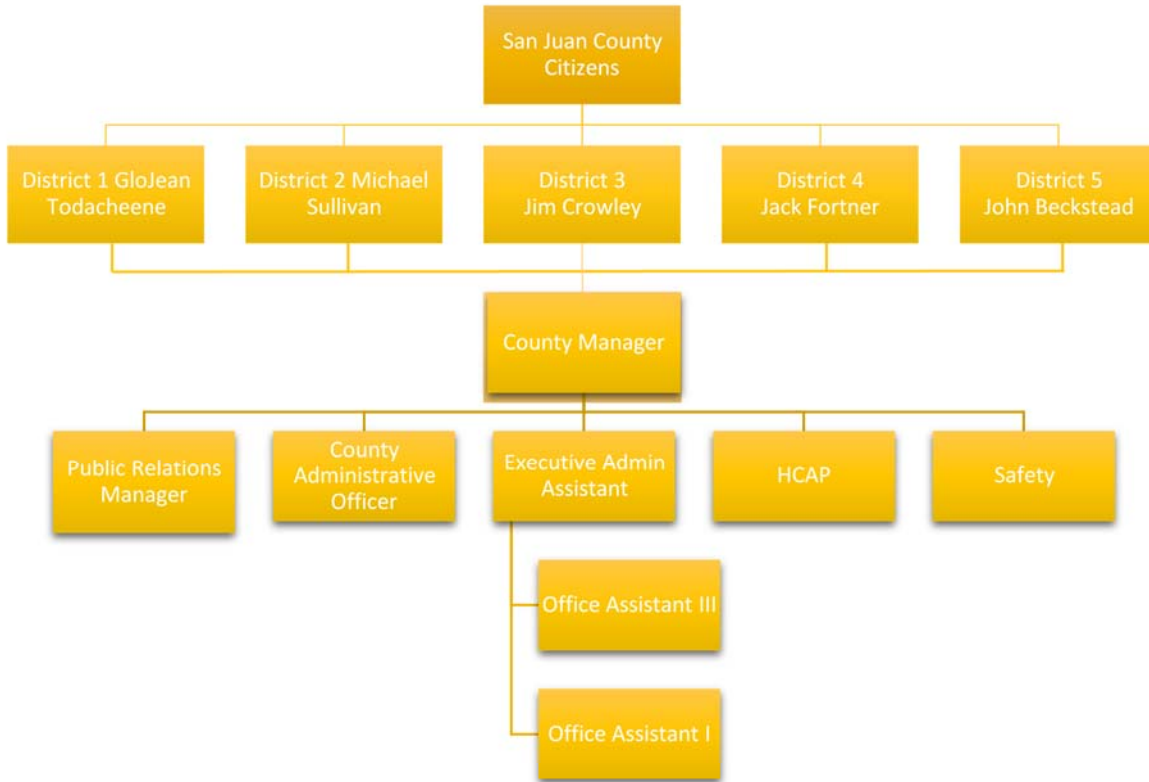 San Juan County
Citizens
District 1 GloJean
Todacheene
District 2 Michael
Sullivan
District 3
Jim Crowley
District 4
Jack Fortner
District 5
John Beckstead
County Manager
Public Relations
Manager
County
Administrative
Officer
Executive Admin
Assistant
HCAP
Safety
Office Assistant III
Office Assistant I